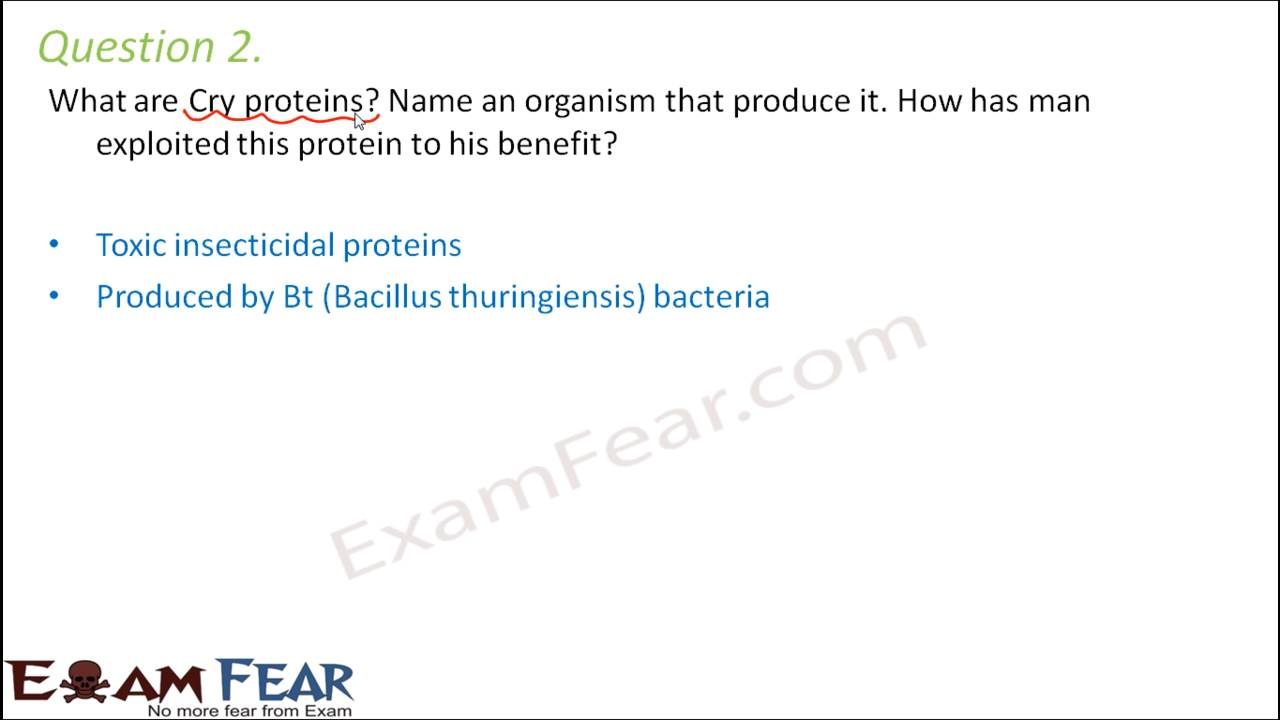 Question 2.
What are Cry proteins? Name an organism that produce it. How has man
exploited this protein to his benefit?
• Toxic insecticidal proteins
• Produced by Bt (Bacillus thuringiensis) bacteria
ExamFear.com
EXAM FEAR
No more fear from Exam